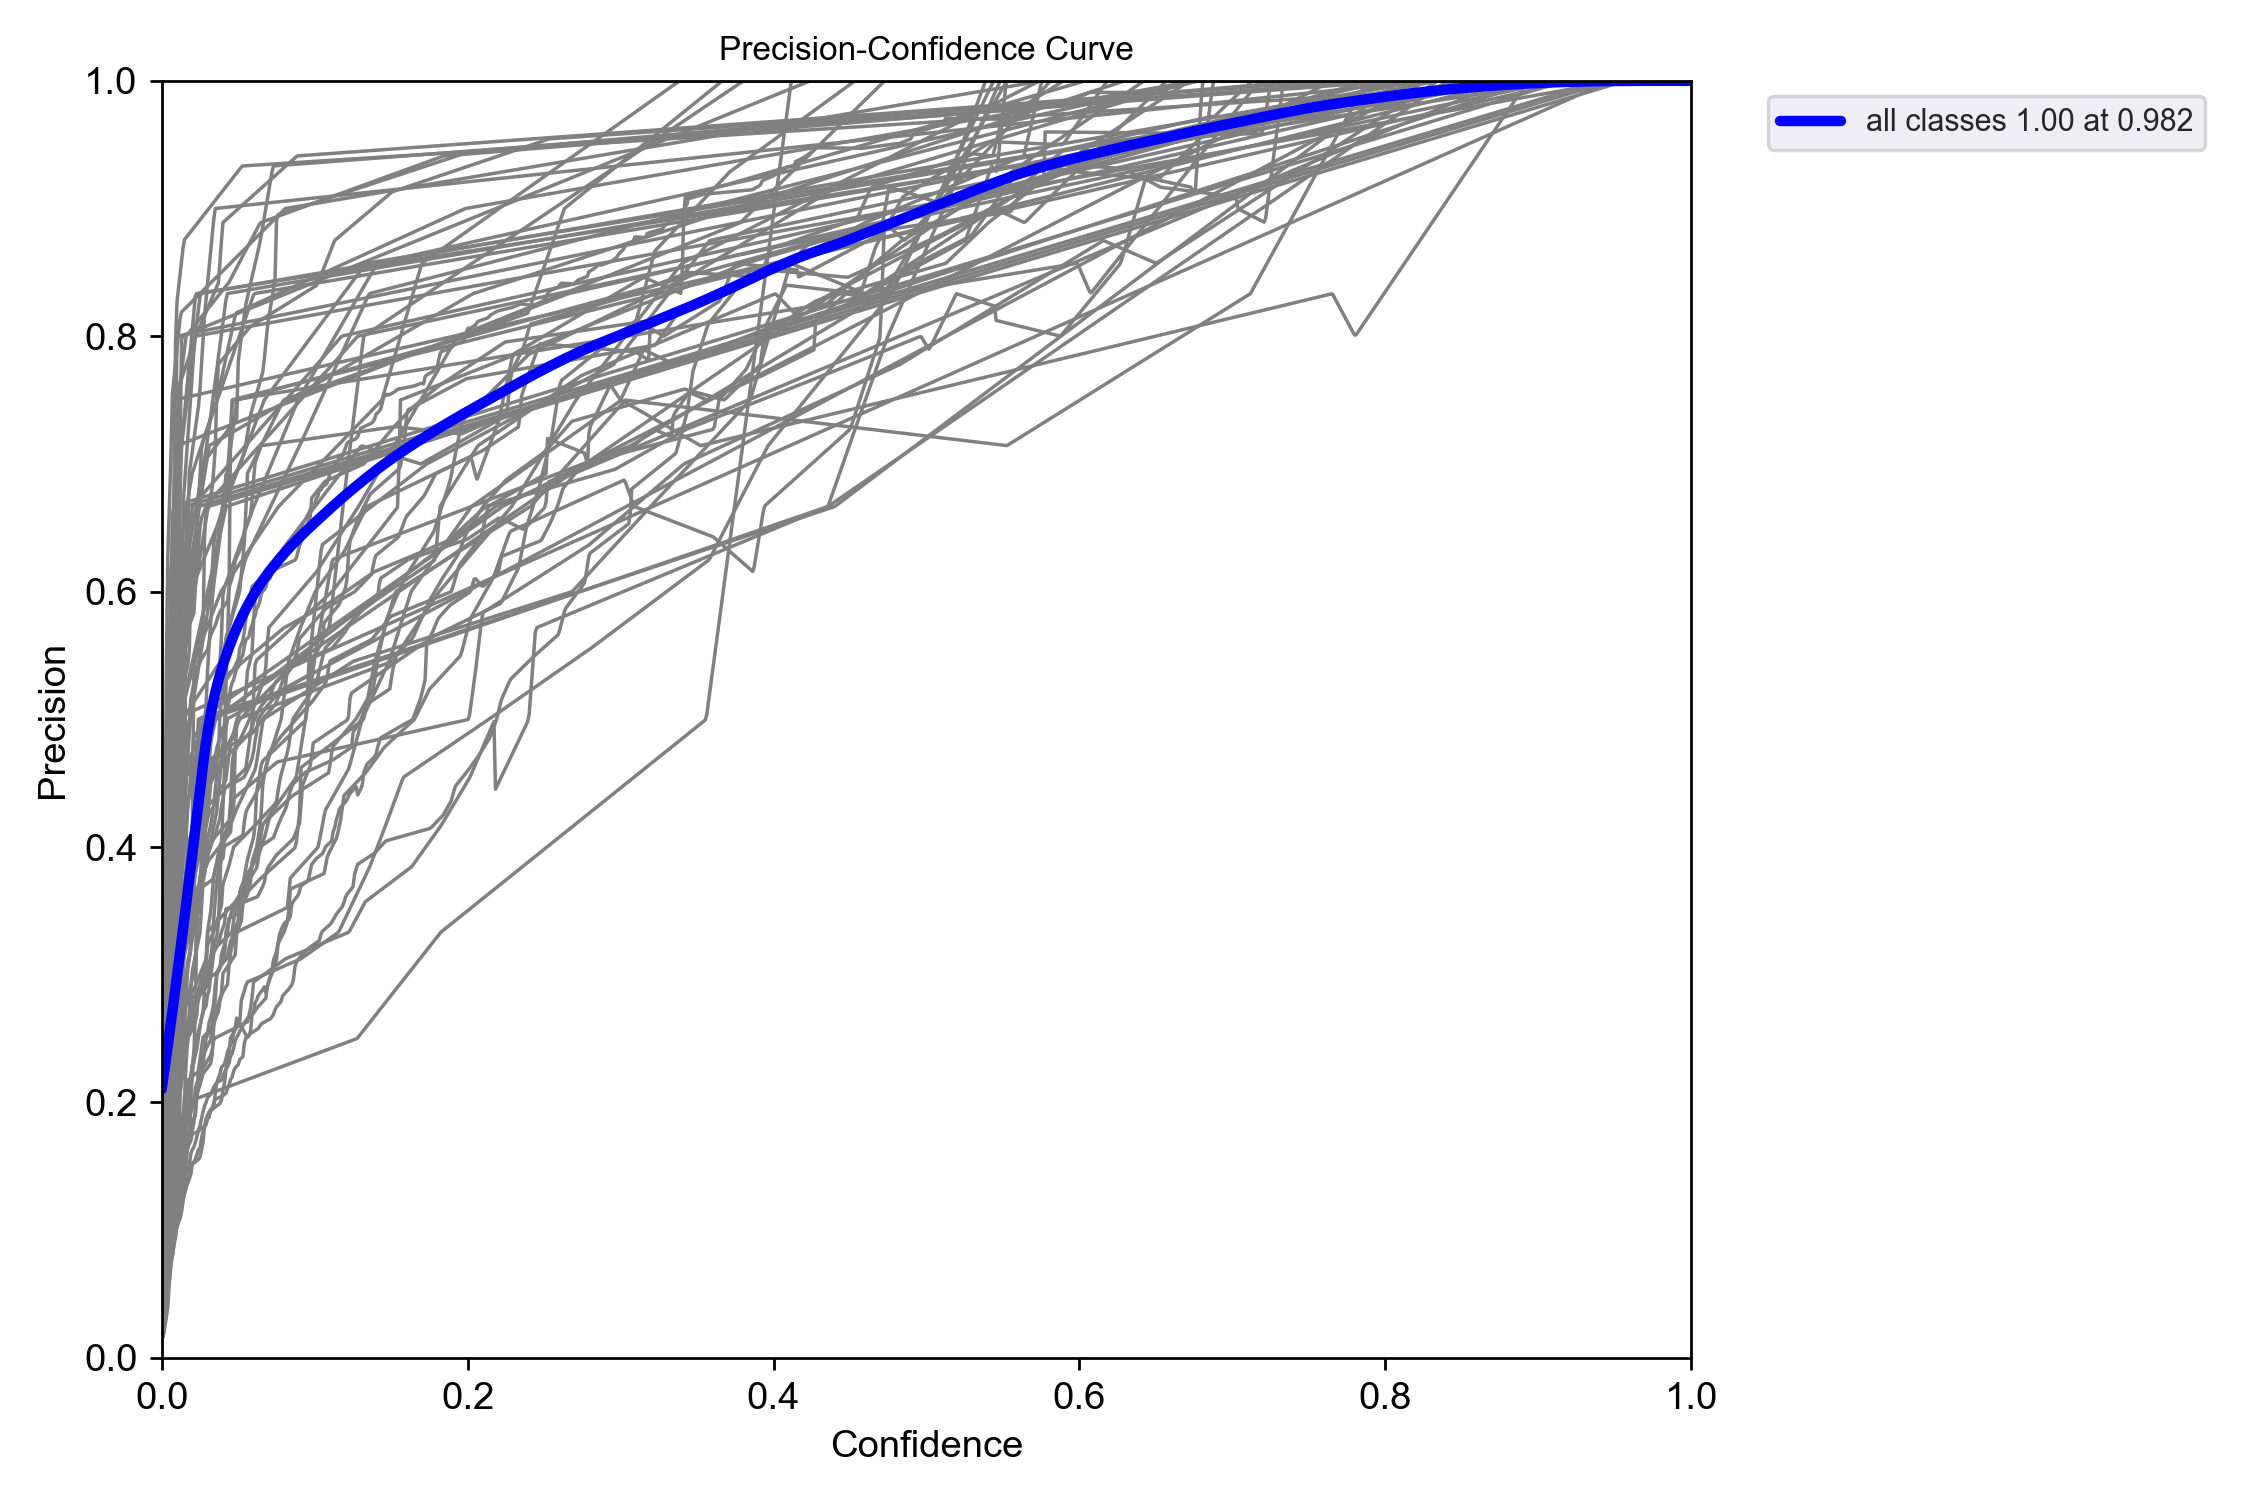 Precision-Confidence Curve
all classes 1.00 at 0.982
1.0
0.8
0.6
0.4
0.2
0.0
Precision
0.0 0.2 0.4 0.6 0.8 1.0
Confidence